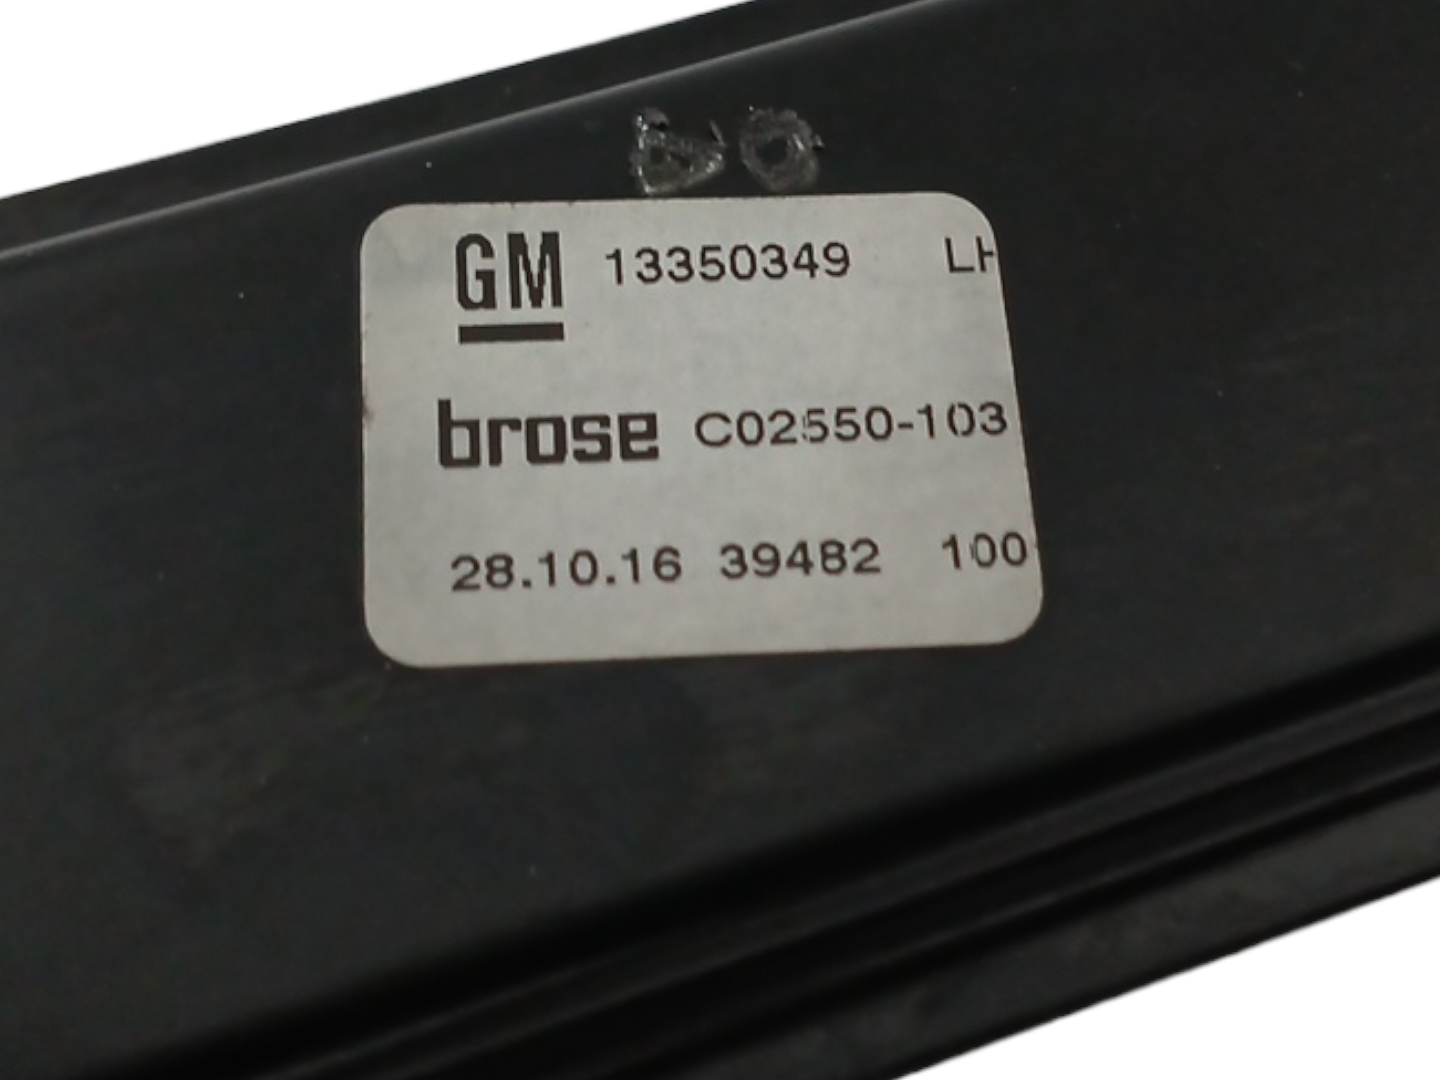 GM 13350349 LH
brose C02550-103
28.10.16 39482 100